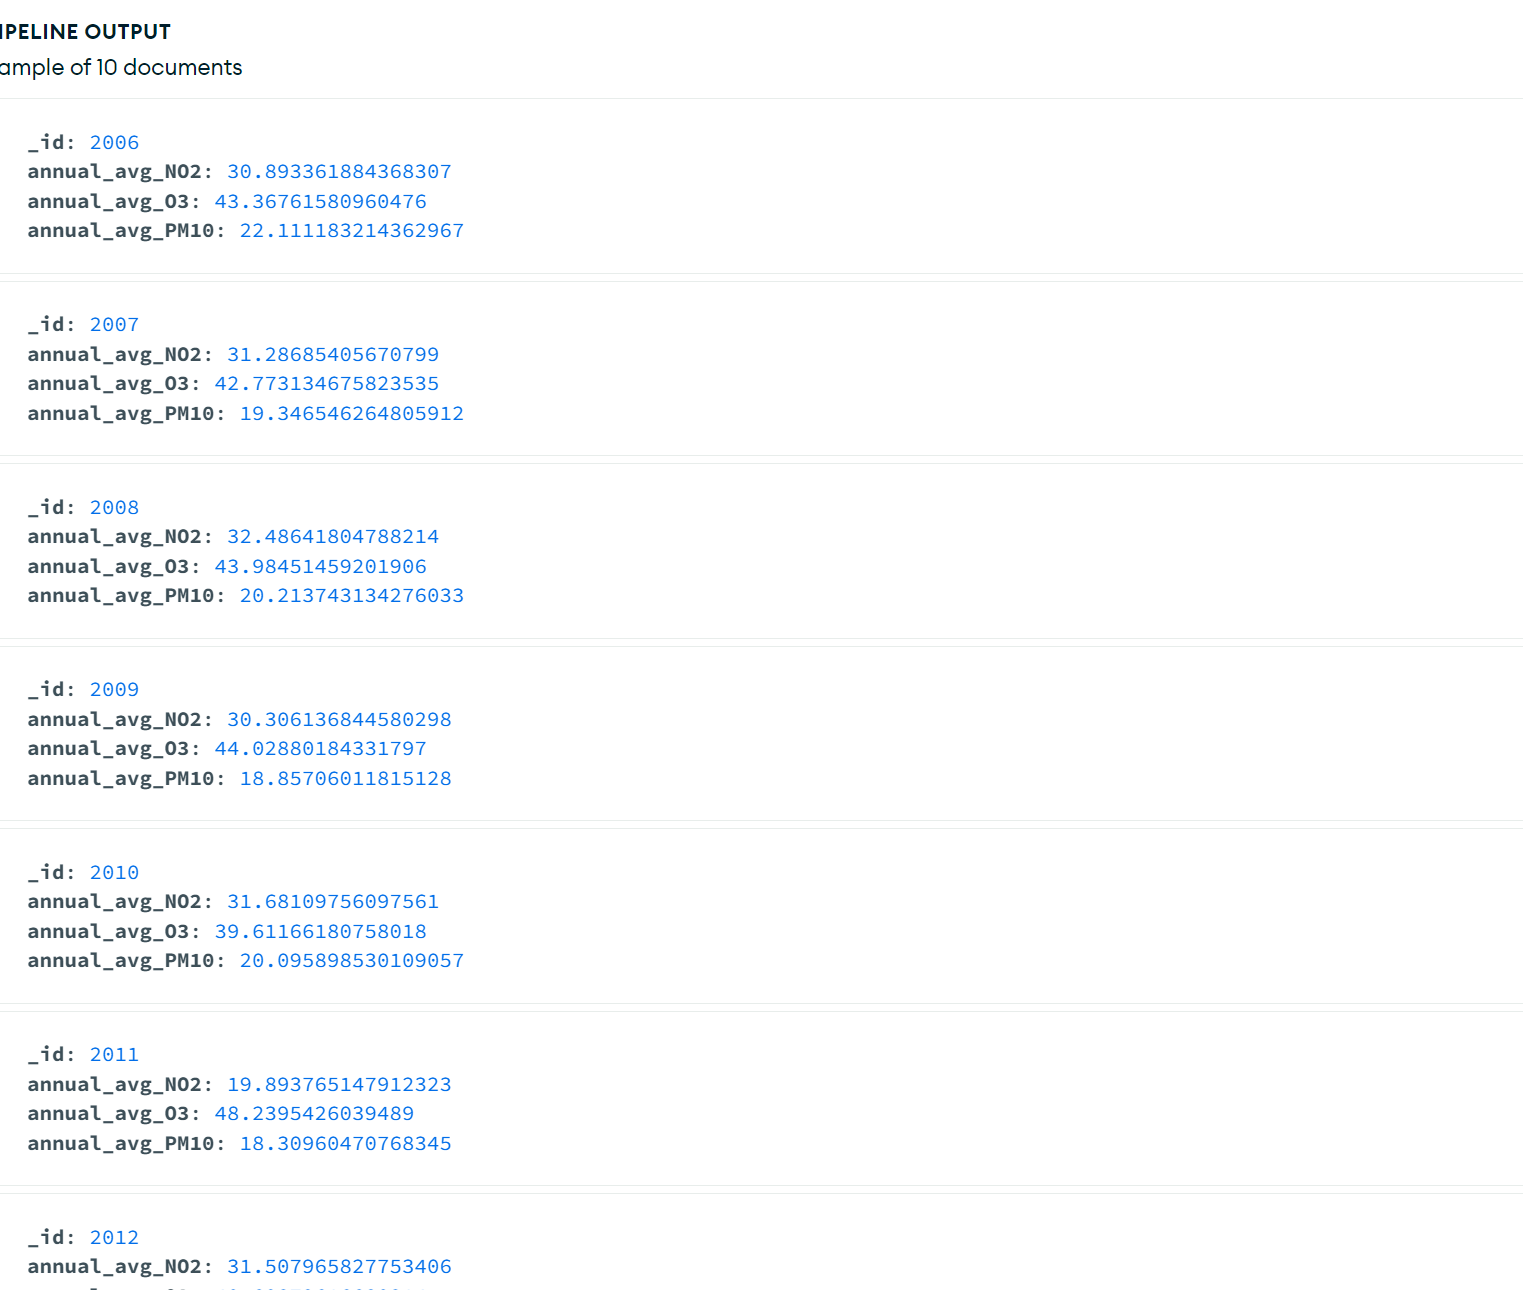 IPELINE OUTPUT
ample of 10 documents
_id: 2006
annual_avg_NO2: 30.893361884368307
annual_avg_O3: 43.36761580960476
annual_avg_PM10: 22.111183214362967
_id: 2007
annual_avg_NO2: 31.28685405670799
annual_avg_O3: 42.773134675823535
annual_avg_PM10: 19.346546264805912
_id: 2008
annual_avg_NO2: 32.48641804788214
annual_avg_O3: 43.98451459201906
annual_avg_PM10: 20.213743134276033
_id: 2009
annual_avg_NO2: 30.306136844580298
annual_avg_O3: 44.02880184331797
annual_avg_PM10: 18.85706011815128
_id: 2010
annual_avg_NO2: 31.68109756097561
annual_avg_O3: 39.61166180758018
annual_avg_PM10: 20.095898530109057
_id: 2011
annual_avg_NO2: 19.893765147912323
annual_avg_O3: 48.2395426039489
annual_avg_PM10: 18.30960470768345
_id: 2012
annual_avg_NO2: 31.507965827753406